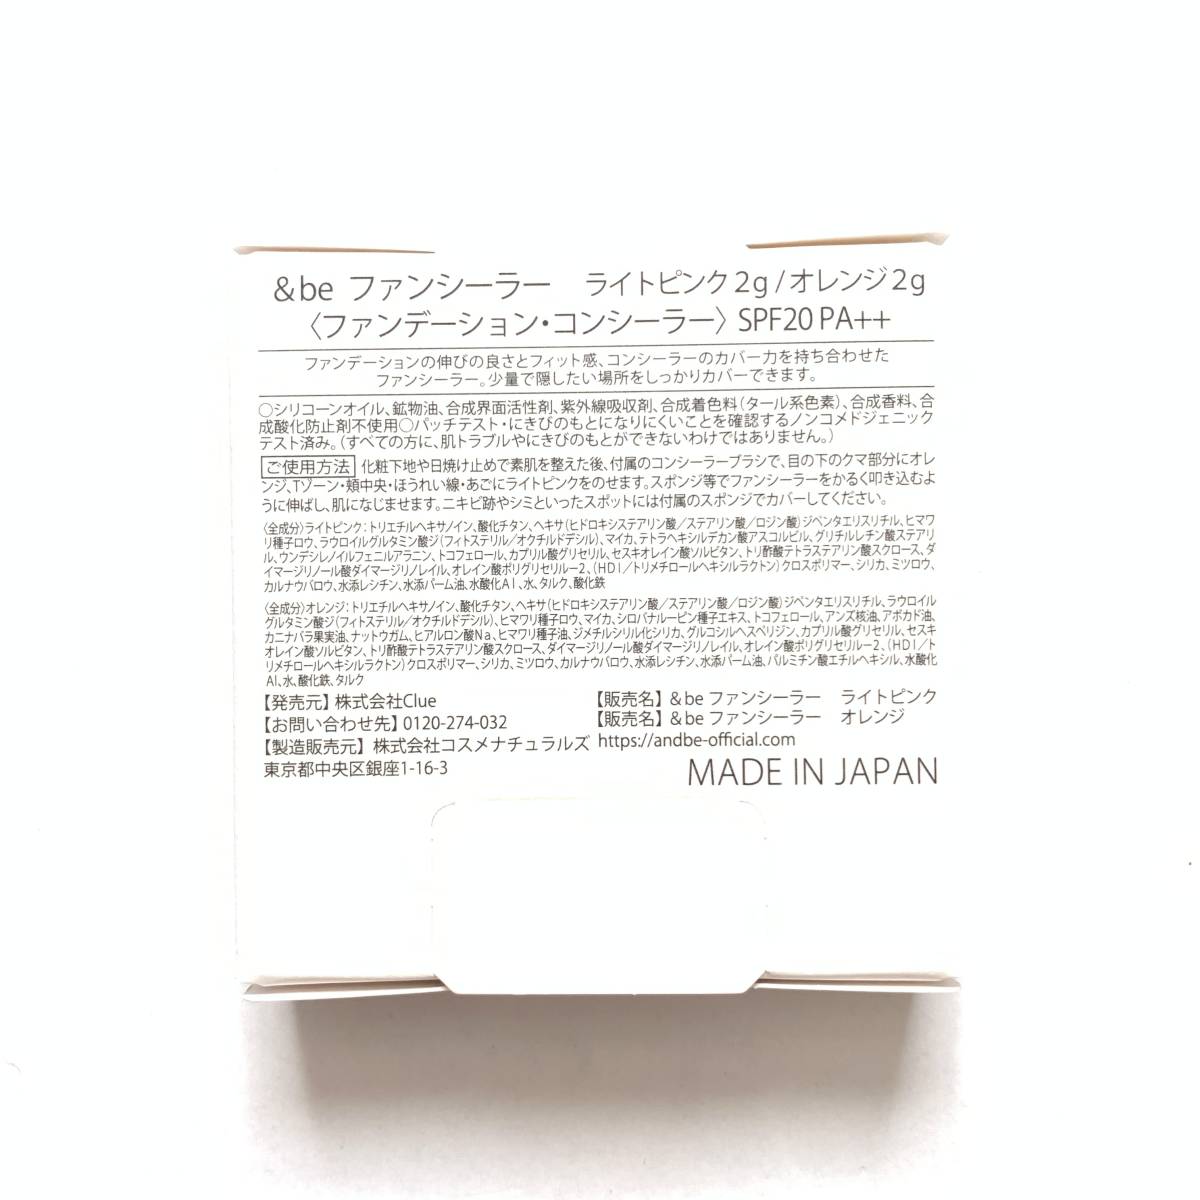 &be ファンシーラー　ライトピンク2g/オレンジ2g
〈ファンデーション・コンシーラー〉SPF20 PA++
ファンデーションの伸びの良さとフィット感、コンシーラーのカバー力を持ち合わせた
ファンシーラー。少量で隠したい場所をしっかりカバーできます。
○シリコーンオイル、鉱物油、合成界面活性剤、紫外線吸収剤、合成着色料(タール系色素)、合成香料、合
成酸化防止剤不使用○パッチテスト・にきびのもとになりにくいことを確認するノンコメドジェニック
テスト済み。(すべての方に、肌トラブルやにきびのもとができないわけではありません。)
ご使用方法 化粧下地や日焼け止めで素肌を整えた後、付属のコンシーラーブラシで、目の下のクマ部分にオレ
ンジ、Tゾーン・頬中央・ほうれい線・あごにライトピンクをのせます。スポンジ等でファンシーラーをかるく叩き込むよ
うに伸ばし、肌になじませます。ニキビ跡やシミといったスポットには付属のスポンジでカバーしてください。
〈全成分〉ライトピンク:トリエチルヘキサノイン、酸化チタン、ヘキサ(ヒドロキシステアリン酸/ステアリン酸/ロジン酸)ジペンタエリスリチル、ヒマワ
リ種子ロウ、ラウロイルグルタミン酸ジ(フィトステリル/オクチルドデシル)、マイカ、テトラヘキシルデカン酸アスコルビル、グリチルレチン酸ステアリ
ル、ウンデシレノイルフェニルアラニン、トコフェロール、カプリル酸グリセリル、セスキオレイン酸ソルビタン、トリ酢酸テトラステアリン酸スクロース、ダ
イマージリノール酸ダイマージリノレイル、オレイン酸ポリグリセリル-2、(HDI/トリメチロールヘキシルラクトン)クロスポリマー、シリカ、ミツロウ、
カルナウバロウ、水添レシチン、水添パーム油、水酸化Al、水、タルク、酸化鉄
〈全成分〉オレンジ:トリエチルヘキサノイン、酸化チタン、ヘキサ(ヒドロキシステアリン酸/ステアリン酸/ロジン酸)ジペンタエリスリチル、ラウロイル
グルタミン酸ジ(フィトステリル/オクチルドデシル)、ヒマワリ種子ロウ、マイカ、シロバナルーピン種子エキス、トコフェロール、アンズ核油、アボカド油、
カニナバラ果実油、ナットウガム、ヒアルロン酸Na、ヒマワリ種子油、ジメチルシリル化シリカ、グルコシルヘスペリジン、カプリル酸グリセリル、セスキ
オレイン酸ソルビタン、トリ酢酸テトラステアリン酸スクロース、ダイマージリノール酸ダイマージリノレイル、オレイン酸ポリグリセリル-2、(HDI/ト
リメチロールヘキシルラクトン)クロスポリマー、シリカ、ミツロウ、カルナウバロウ、水添レシチン、水添パーム油、パルミチン酸エチルヘキシル、水酸化
Al、水、酸化鉄、タルク
【発売元】株式会社Clue
【お問い合わせ先】0120-274-032
【製造販売元】株式会社コスメナチュラルズ
東京都中央区銀座1-16-3
【販売名】&be ファンシーラー　ライトピンク
【販売名】&be ファンシーラー　オレンジ
https://andbe-official.com
MADE IN JAPAN